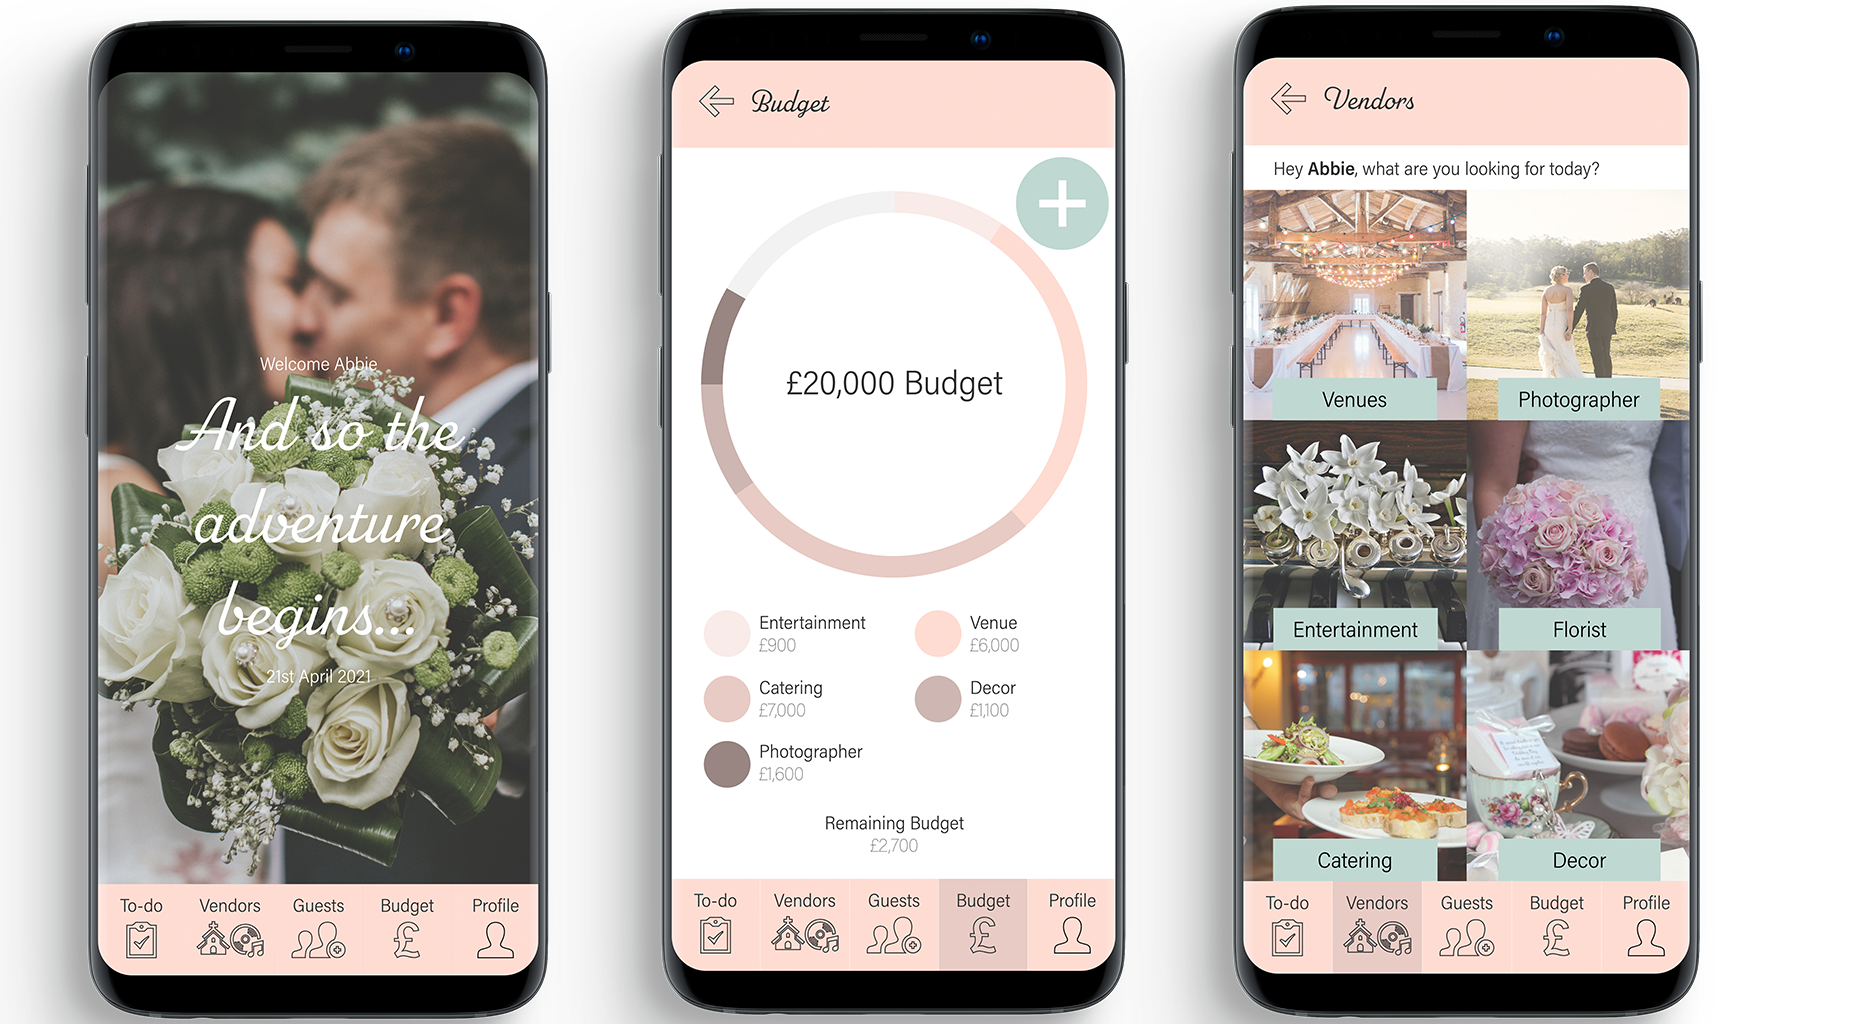 Welcome Abbie
And so the
adventure
begins...
21st April 2021
To-do Vendors Guests Budget Profile
Budget
£20,000 Budget
Entertainment
£900
Venue
£6,000
Catering
£7,000
Decor
£1,100
Photographer
£1,600
Remaining Budget
£2,700
To-do Vendors Guests Budget Profile
Vendors
Hey Abbie, what are you looking for today?
Venues
Photographer
Entertainment
Florist
Catering
Decor
To-do Vendors Guests Budget Profile